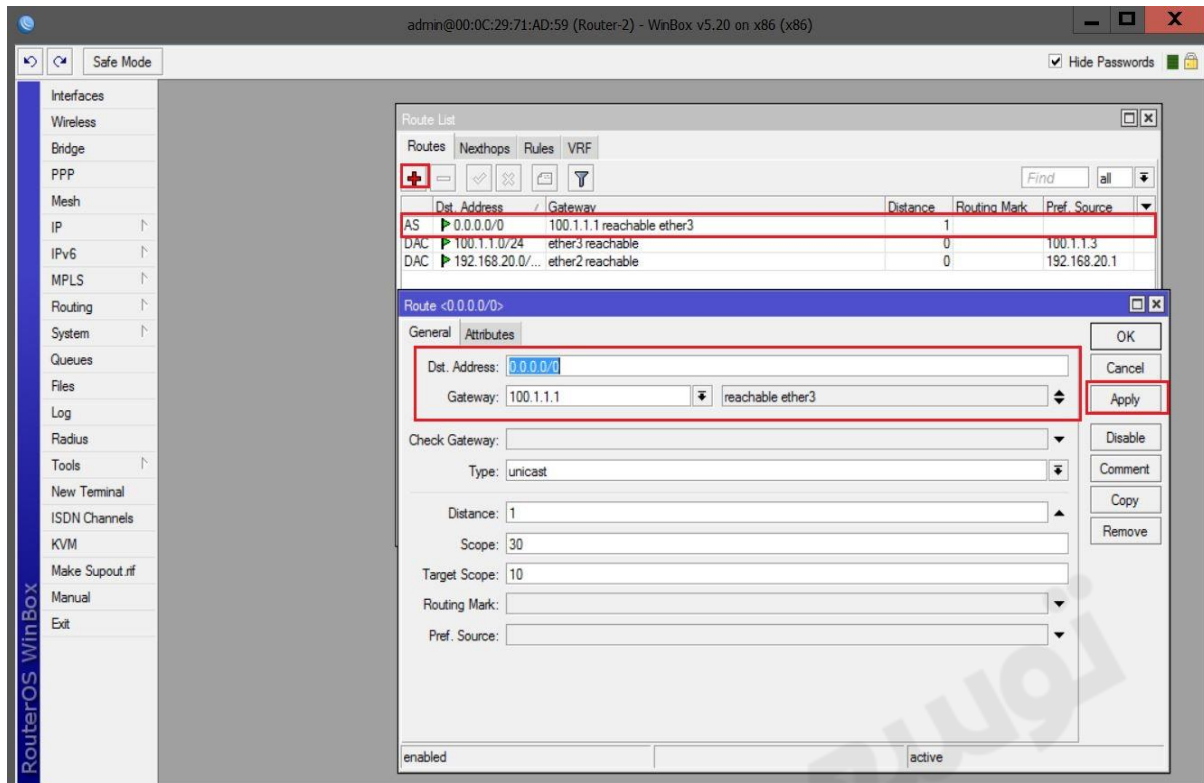 admin@00:0C:29:71:AD:59 (Router-2) - WinBox v5.20 on x86 (x86)
Safe Mode
Hide Passwords
Interfaces
Wireless
Bridge
PPP
Mesh
IP
IPv6
MPLS
Routing
System
Queues
Files
Log
Radius
Tools
New Terminal
ISDN Channels
KVM
Make Supout.rif
Manual
Exit
RouterOS WinBox
Route List
Routes Nexthops Rules VRF
Find all
Dst. Address / Gateway Distance Routing Mark Pref. Source
AS 0.0.0.0/0 100.1.1.1 reachable ether3 1
DAC 100.1.1.0/24 ether3 reachable 0 100.1.1.3
DAC 192.168.20.0/... ether2 reachable 0 192.168.20.1
Route <0.0.0.0/0>
General Attributes
Dst. Address: 0.0.0.0/0
Gateway: 100.1.1.1 reachable ether3
Check Gateway:
Type: unicast
Distance: 1
Scope: 30
Target Scope: 10
Routing Mark:
Pref. Source:
OK
Cancel
Apply
Disable
Comment
Copy
Remove
enabled active